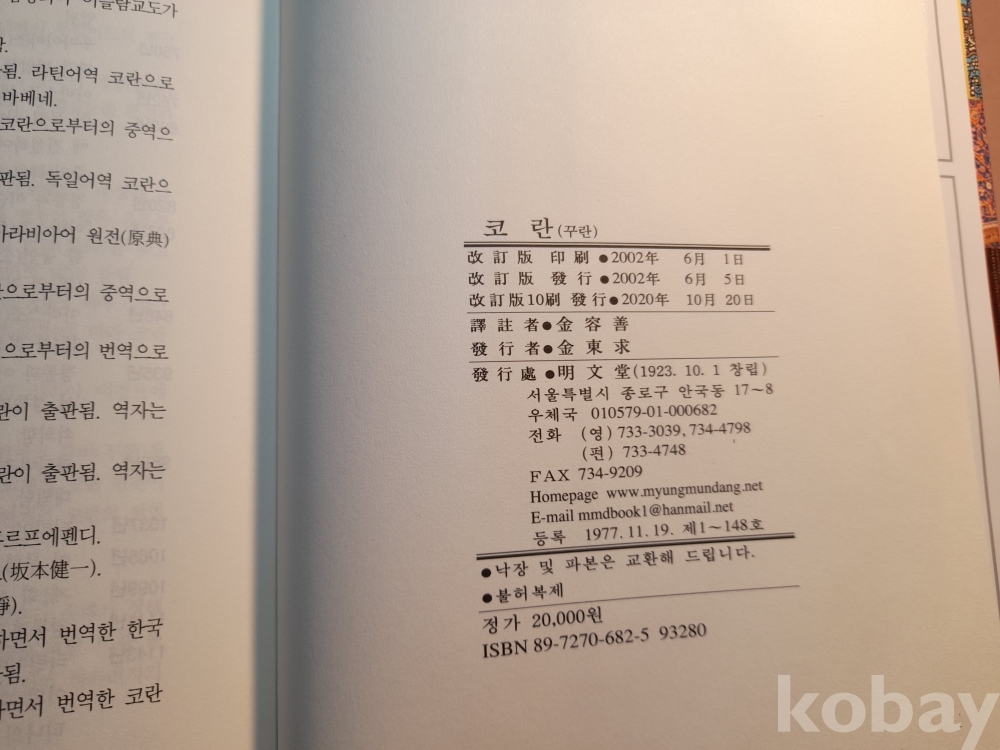 이슬람교도가
됨. 라틴어역 코란으로
바베네.
코란으로부터의 중역으
판됨. 독일어역 코란으
아라비아어 원전(原典)
으로부터의 중역으로
으로부터의 번역으로
란이 출판됨. 역자는
란이 출판됨. 역자는
도르프에펜디.
(坂本健一).
하면서 번역한 한국
됨.
하면서 번역한 코란
코 란(꾸란)
改訂版 印刷●2002年 6月 1日
改訂版 發行●2002年 6月 5日
改訂版10刷 發行●2020年 10月 20日
譯註者●金容善
發行者●金東求
發行處●明文堂(1923. 10. 1 창립)
서울특별시 종로구 안국동 17~8
우체국 010579-01-000682
전화 (영) 733-3039, 734-4798
(편) 733-4748
FAX 734-9209
Homepage www.myungmundang.net
E-mail mmdbook1@hanmail.net
등록 1977. 11. 19. 제1~148호
●낙장 및 파본은 교환해 드립니다.
●불허복제
정가 20,000원
ISBN 89-7270-682-5 93280
kobay